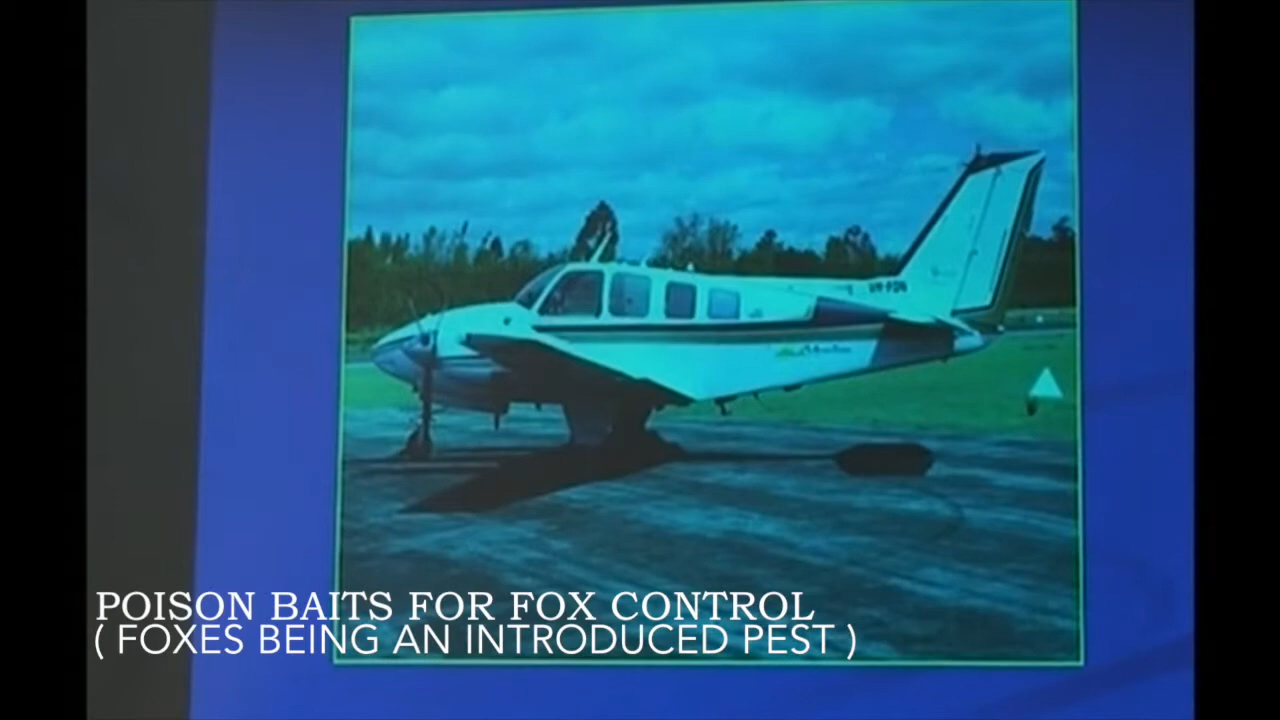 POISON BAITS FOR FOX CONTROL
( FOXES BEING AN INTRODUCED PEST )